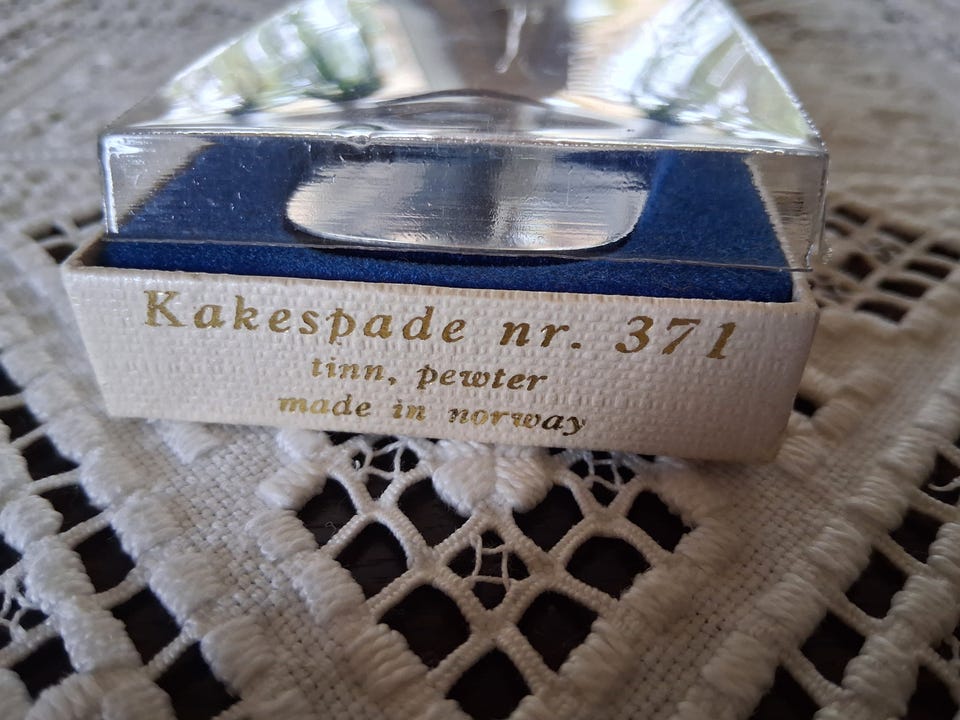 Kakespade nr. 371
tinn, pewter
made in norway